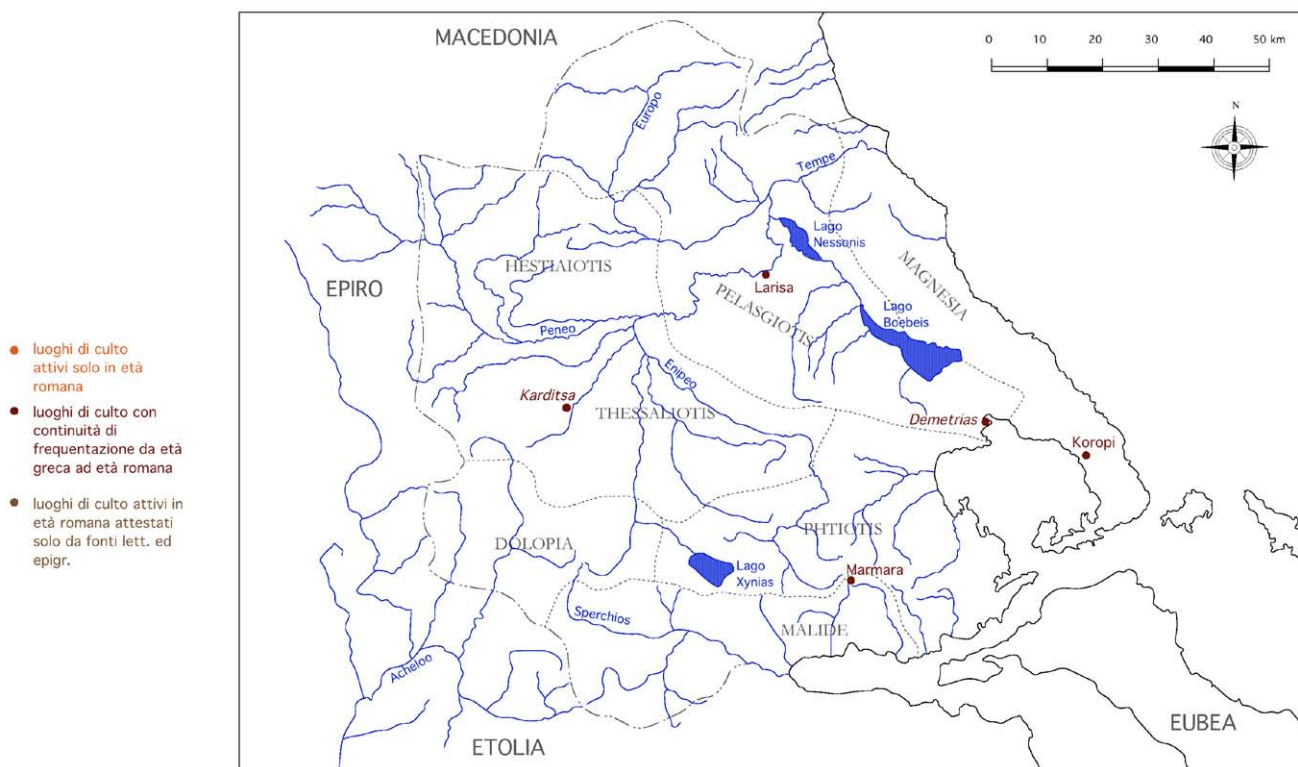 MACEDONIA
0 10 20 30 40 50 km
N
Europo
Tempe
Lago
Nessonis
HESTIAIOTIS
MAGNESIA
EPIRO
Larisa
PELASGIOTIS
Lago
Boebeis
Peneo
Enipeo
Karditsa
THESSALIOTIS
Demetrias
Koropi
PHTIOTIS
DOLOPIA
Lago
Xynias
Marmara
Sperchios
MALIDE
Acheloo
ETOLIA
EUBEA
luoghi di culto
attivi solo in età
romana
luoghi di culto con
continuità di
frequentazione da età
greca ad età romana
luoghi di culto attivi in
età romana attestati
solo da fonti lett. ed
epigr.